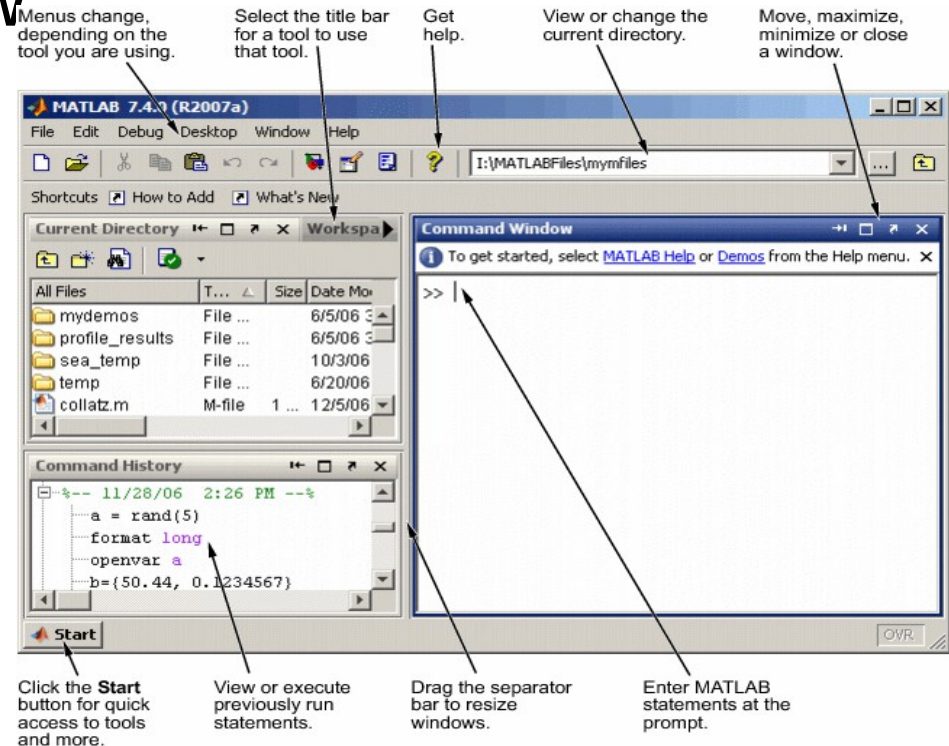 W
Menus change,
depending on the
tool you are using.
Select the title bar
for a tool to use
that tool.
Get
help.
View or change the
current directory.
Move, maximize,
minimize or close
a window.
MATLAB 7.4.0 (R2007a)
File Edit Debug Desktop Window Help
I:\MATLABFiles\mymfiles
...
Shortcuts How to Add What's New
Current Directory Workspa
All Files T... Size Date Mo
mydemos File ... 6/5/06 3
profile_results File ... 6/5/06 3
sea_temp File ... 10/3/06
temp File ... 6/20/06
collatz.m M-file 1 ... 12/5/06
Command History
%-- 11/28/06 2:26 PM --%
a = rand(5)
format long
openvar a
b={50.44, 0.1234567}
Command Window
To get started, select MATLAB Help or Demos from the Help menu.
>>
Start
OVR
Click the Start
button for quick
access to tools
and more.
View or execute
previously run
statements.
Drag the separator
bar to resize
windows.
Enter MATLAB
statements at the
prompt.